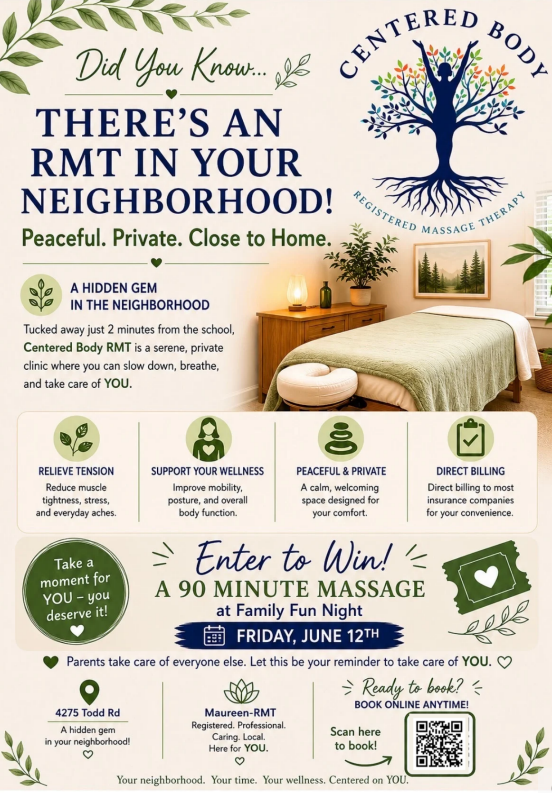 Did You Know...
CENTERED BODY
REGISTERED MASSAGE THERAPY
THERE'S AN
RMT IN YOUR
NEIGHBORHOOD!
Peaceful. Private. Close to Home.
A HIDDEN GEM
IN THE NEIGHBORHOOD
Tucked away just 2 minutes from the school,
Centered Body RMT is a serene, private
clinic where you can slow down, breathe,
and take care of YOU.
RELIEVE TENSION
Reduce muscle
tightness, stress,
and everyday aches.
SUPPORT YOUR WELLNESS
Improve mobility,
posture, and overall
body function.
PEACEFUL & PRIVATE
A calm, welcoming
space designed for
your comfort.
DIRECT BILLING
Direct billing to most
insurance companies
for your convenience.
Take a
moment for
YOU – you
deserve it!
Enter to Win!
A 90 MINUTE MASSAGE
at Family Fun Night
FRIDAY, JUNE 12TH
Parents take care of everyone else. Let this be your reminder to take care of YOU.
4275 Todd Rd
A hidden gem
in your neighborhood!
Maureen-RMT
Registered. Professional.
Caring. Local.
Here for YOU.
Ready to book?
BOOK ONLINE ANYTIME!
Scan here
to book!
Your neighborhood. Your time. Your wellness. Centered on YOU.